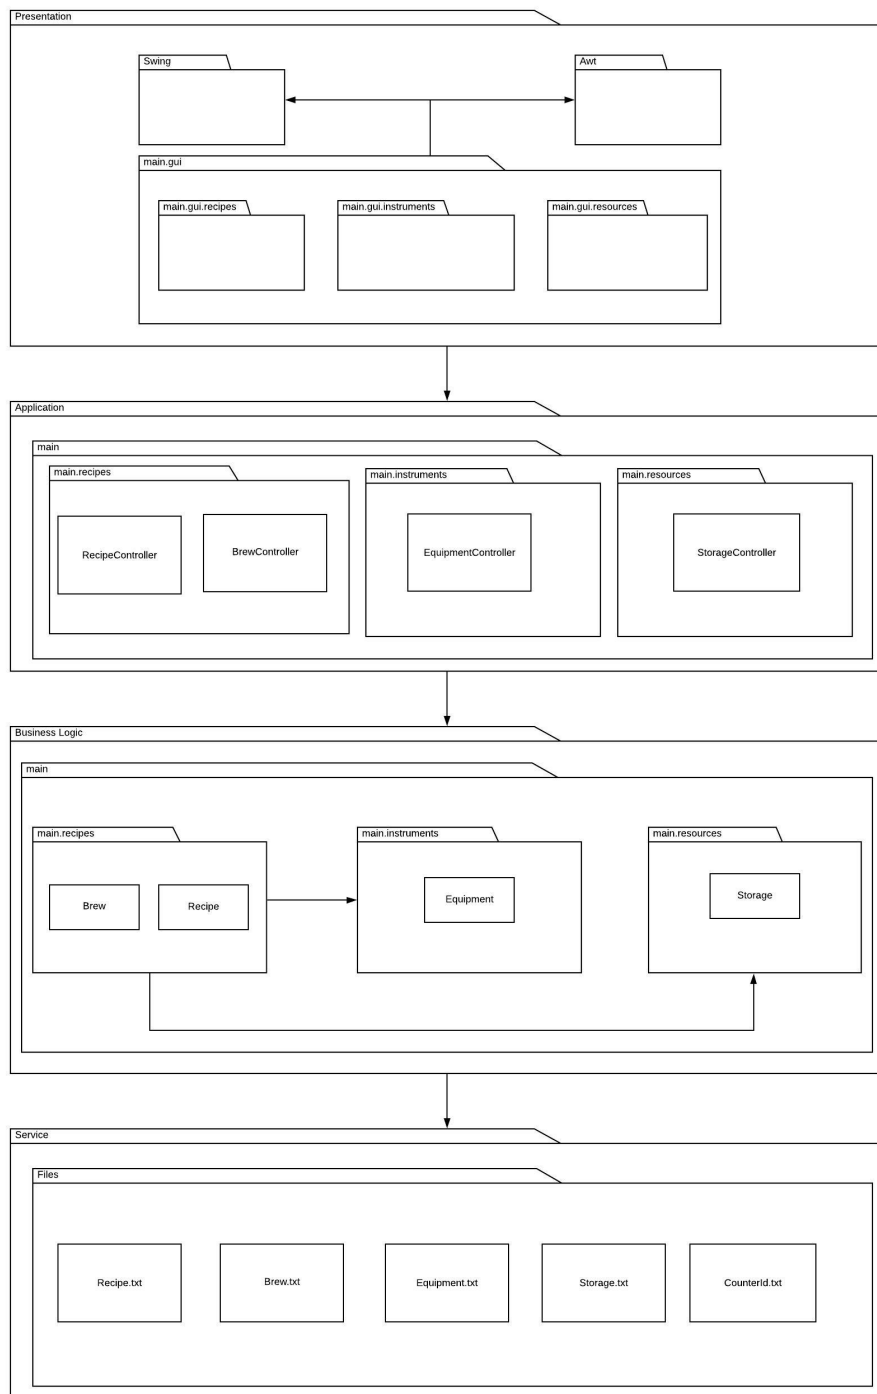 Presentation
Swing
Awt
main.gui
main.gui.recipes
main.gui.instruments
main.gui.resources
Application
main
main.recipes
main.instruments
main.resources
RecipeController
BrewController
EquipmentController
StorageController
Business Logic
main
main.recipes
main.instruments
main.resources
Brew
Recipe
Equipment
Storage
Service
Files
Recipe.txt
Brew.txt
Equipment.txt
Storage.txt
CounterId.txt